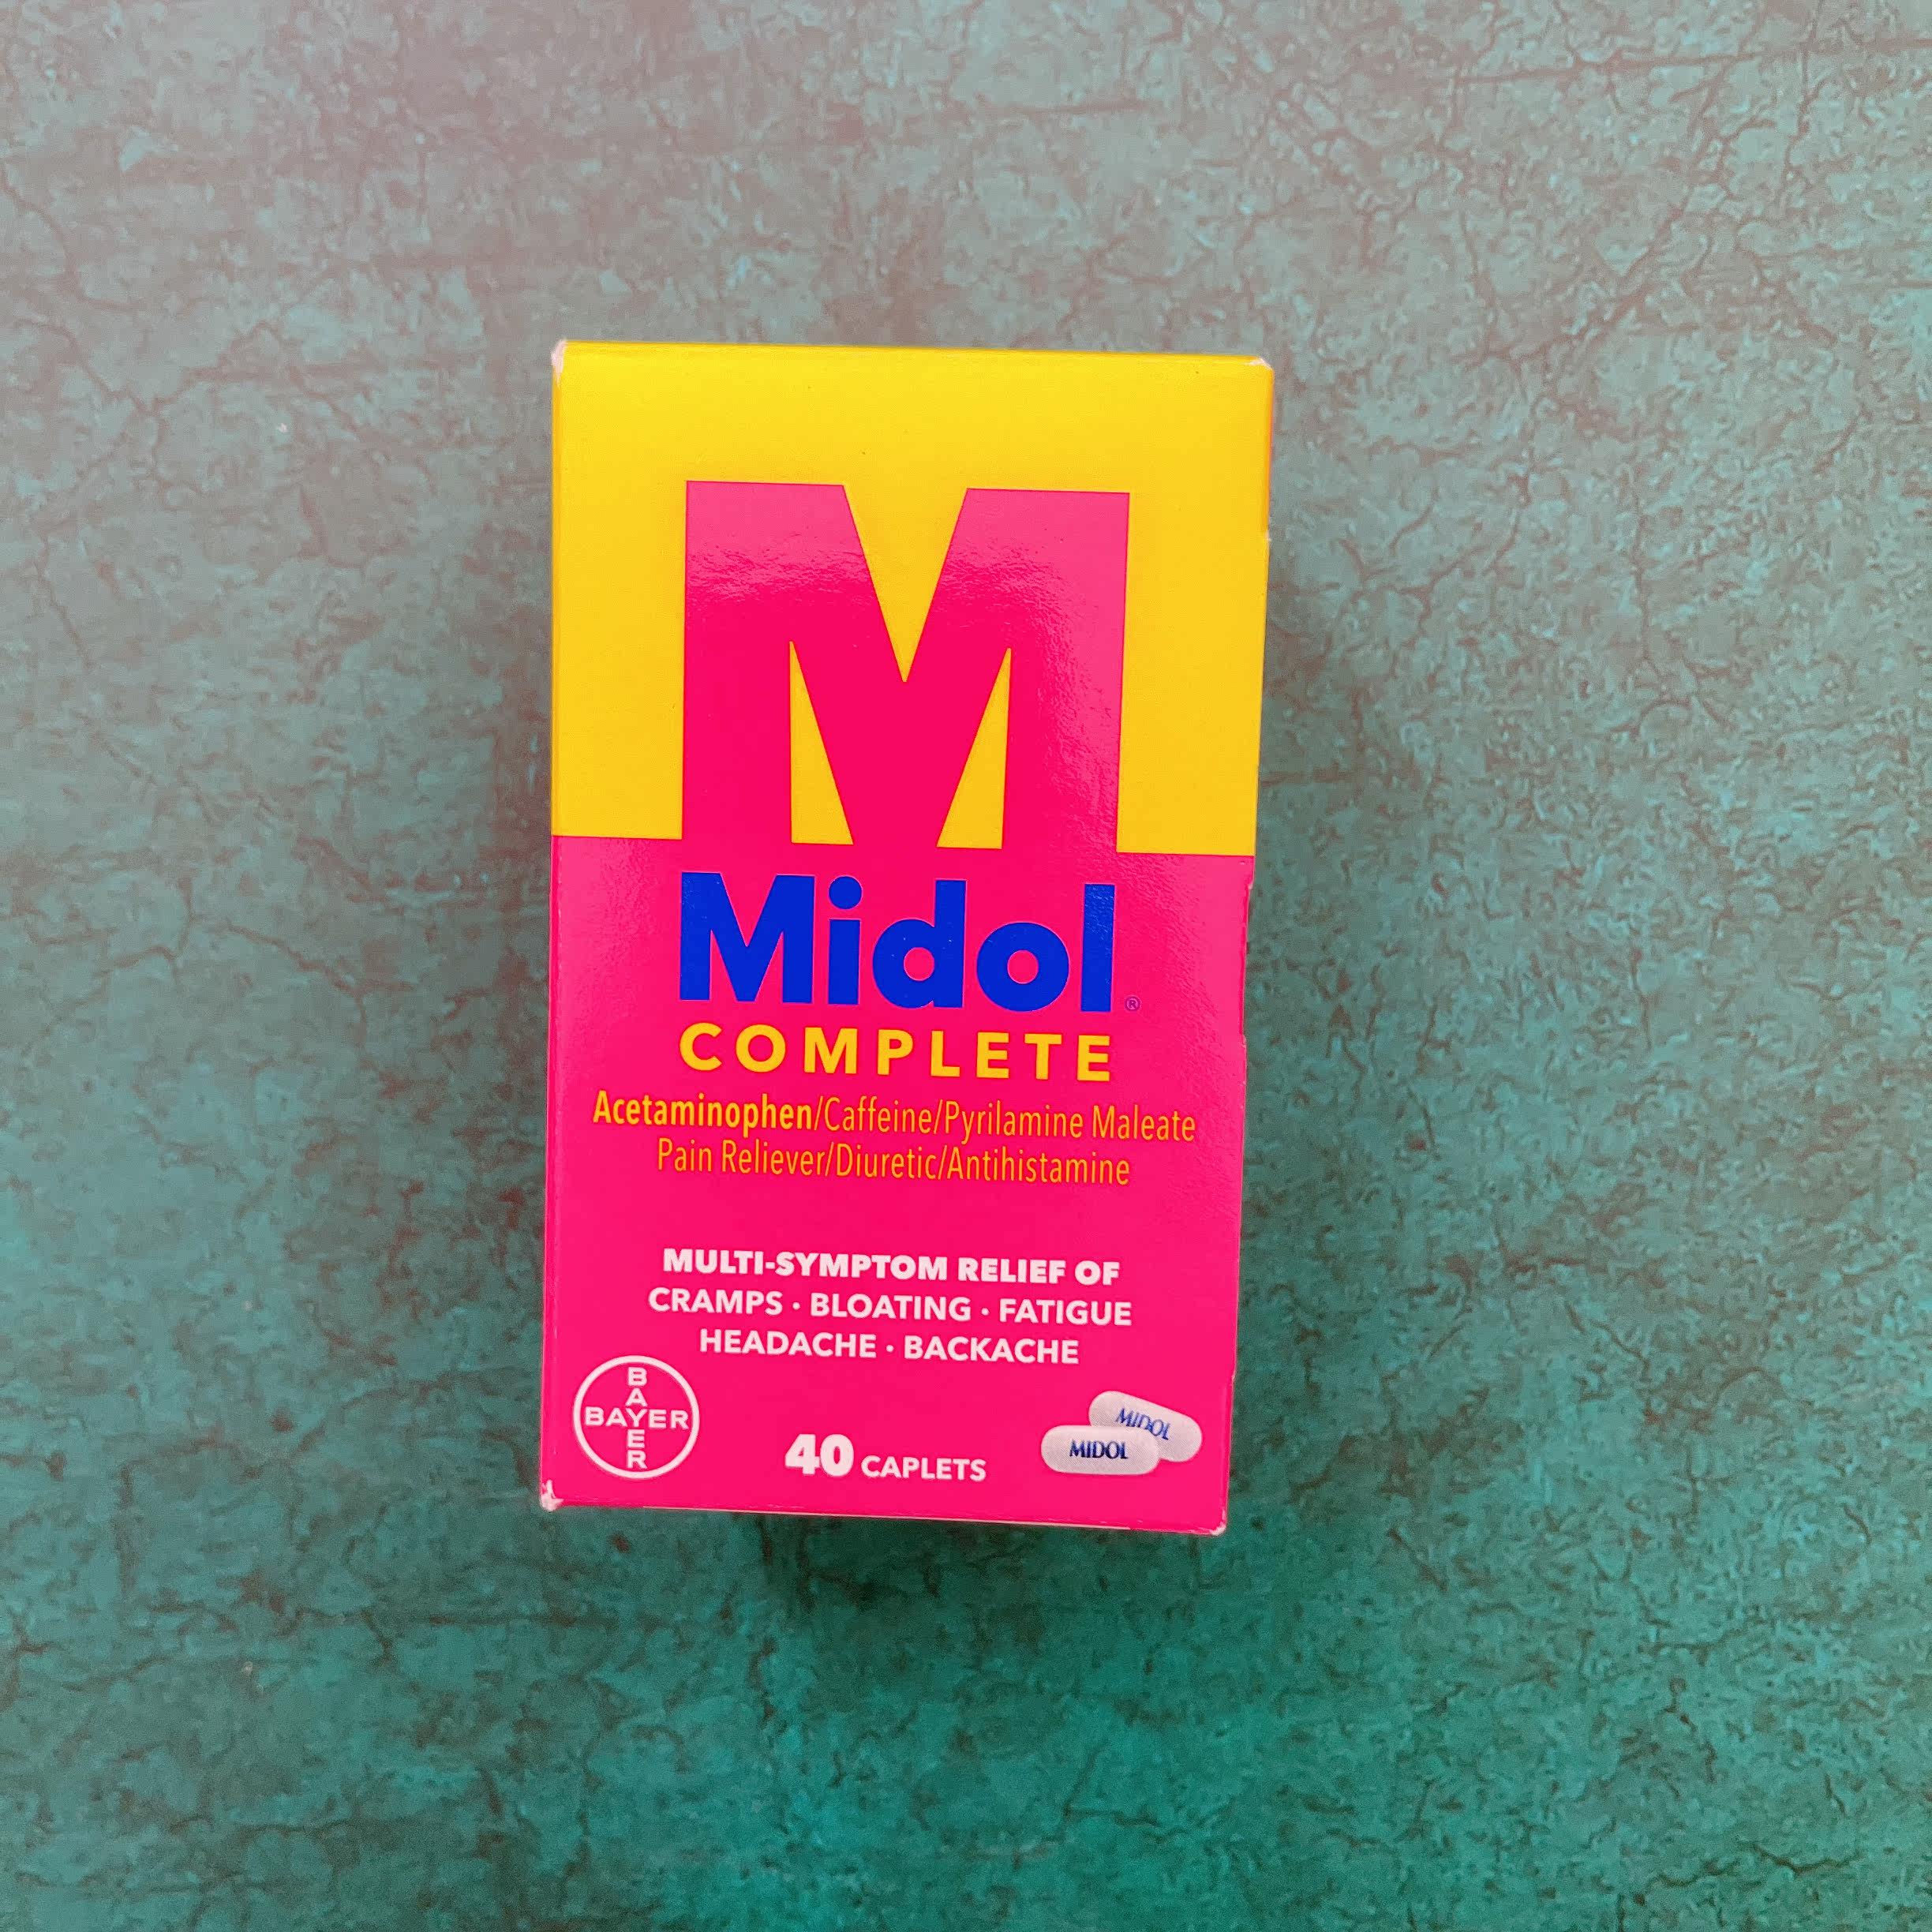 M
Midol®
COMPLETE
Acetaminophen/Caffeine/Pyrilamine Maleate
Pain Reliever/Diuretic/Antihistamine
MULTI-SYMPTOM RELIEF OF
CRAMPS · BLOATING · FATIGUE
HEADACHE · BACKACHE
BAYER
BAYER
40 CAPLETS
MIDOL
MIDOL